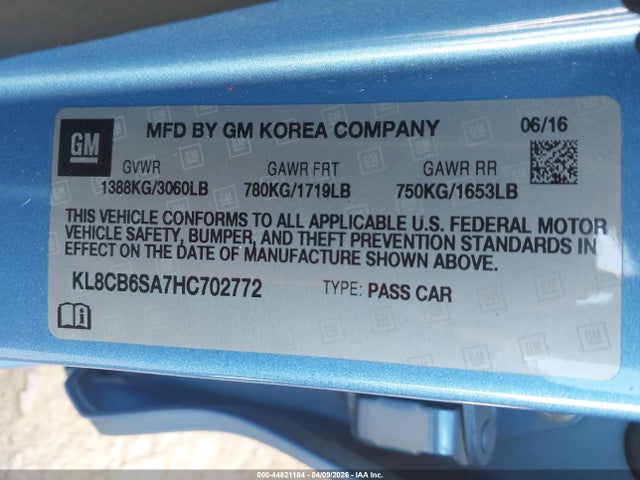 GM
MFD BY GM KOREA COMPANY 06/16
GVWR GAWR FRT GAWR RR
1388KG/3060LB 780KG/1719LB 750KG/1653LB
THIS VEHICLE CONFORMS TO ALL APPLICABLE U.S. FEDERAL MOTOR
VEHICLE SAFETY, BUMPER, AND THEFT PREVENTION STANDARDS IN
EFFECT ON THE DATE OF MANUFACTURE SHOWN ABOVE.
KL8CB6SA7HC702772 TYPE: PASS CAR
000-44821184 - 04/09/2026 - IAA Inc.